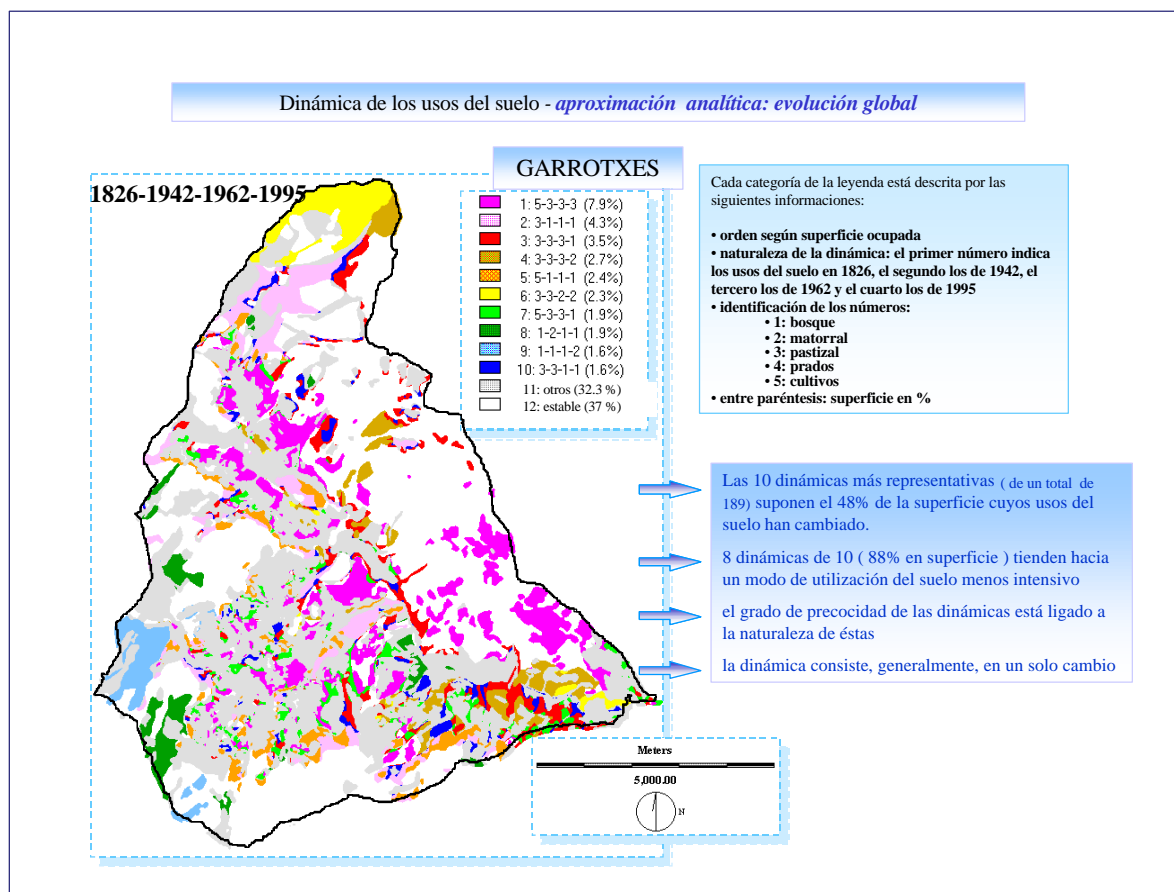 Dinámica de los usos del suelo - aproximación analítica: evolución global
GARROTXES
1826-1942-1962-1995
1: 5-3-3-3 (7.9%)
2: 3-1-1-1 (4.3%)
3: 3-3-3-1 (3.5%)
4: 3-3-3-2 (2.7%)
5: 5-1-1-1 (2.4%)
6: 3-3-2-2 (2.3%)
7: 5-3-3-1 (1.9%)
8: 1-2-1-1 (1.9%)
9: 1-1-1-2 (1.6%)
10: 3-3-1-1 (1.6%)
11: otros (32.3 %)
12: estable (37 %)
Cada categoría de la leyenda está descrita por las
siguientes informaciones:
• orden según superficie ocupada
• naturaleza de la dinámica: el primer número indica
los usos del suelo en 1826, el segundo los de 1942, el
tercero los de 1962 y el cuarto los de 1995
• identificación de los números:
• 1: bosque
• 2: matorral
• 3: pastizal
• 4: prados
• 5: cultivos
• entre paréntesis: superficie en %
Las 10 dinámicas más representativas ( de un total de
189) suponen el 48% de la superficie cuyos usos del
suelo han cambiado.
8 dinámicas de 10 ( 88% en superficie ) tienden hacia
un modo de utilización del suelo menos intensivo
el grado de precocidad de las dinámicas está ligado a
la naturaleza de éstas
la dinámica consiste, generalmente, en un solo cambio
Meters
5,000.00
N